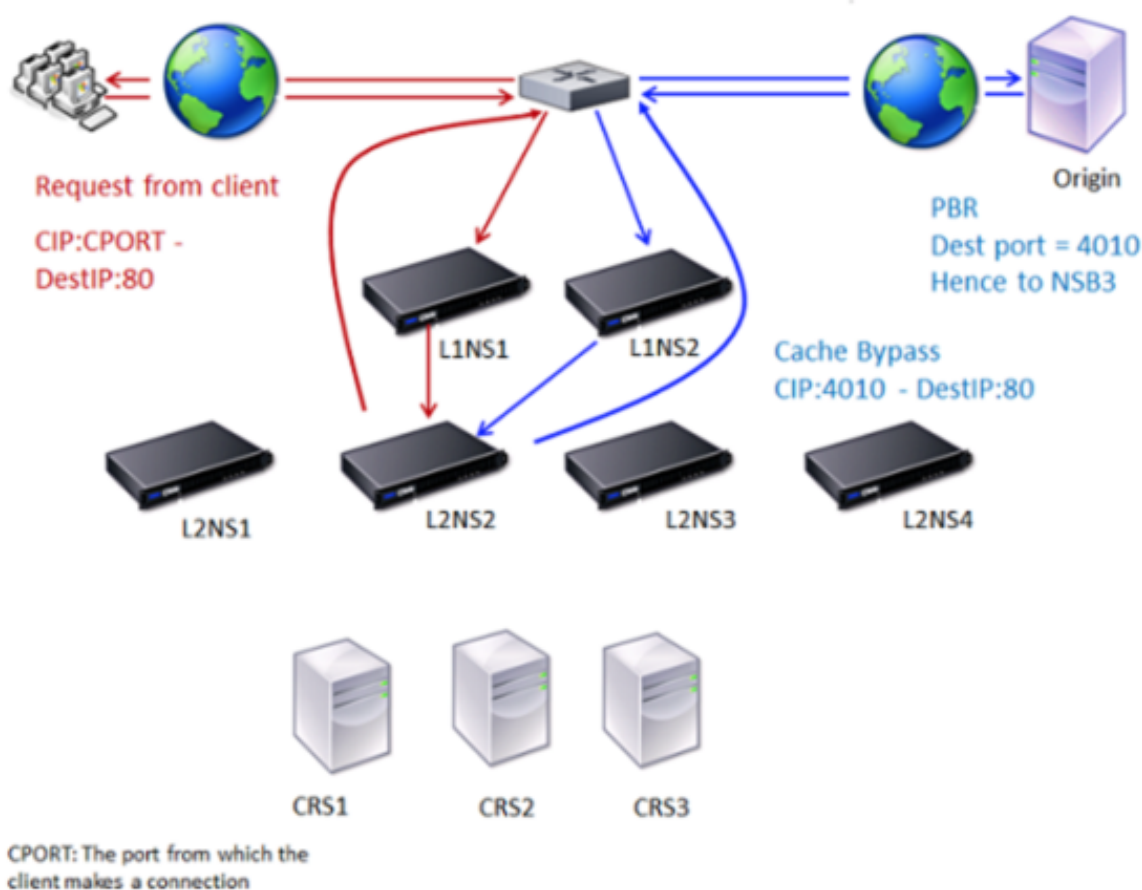 Request from client
CIP:CPORT -
DestIP:80
Origin
PBR
Dest port = 4010
Hence to NSB3
L1NS1
L1NS2
Cache Bypass
CIP:4010 - DestIP:80
L2NS1
L2NS2
L2NS3
L2NS4
CRS1
CRS2
CRS3
CPORT: The port from which the
client makes a connection